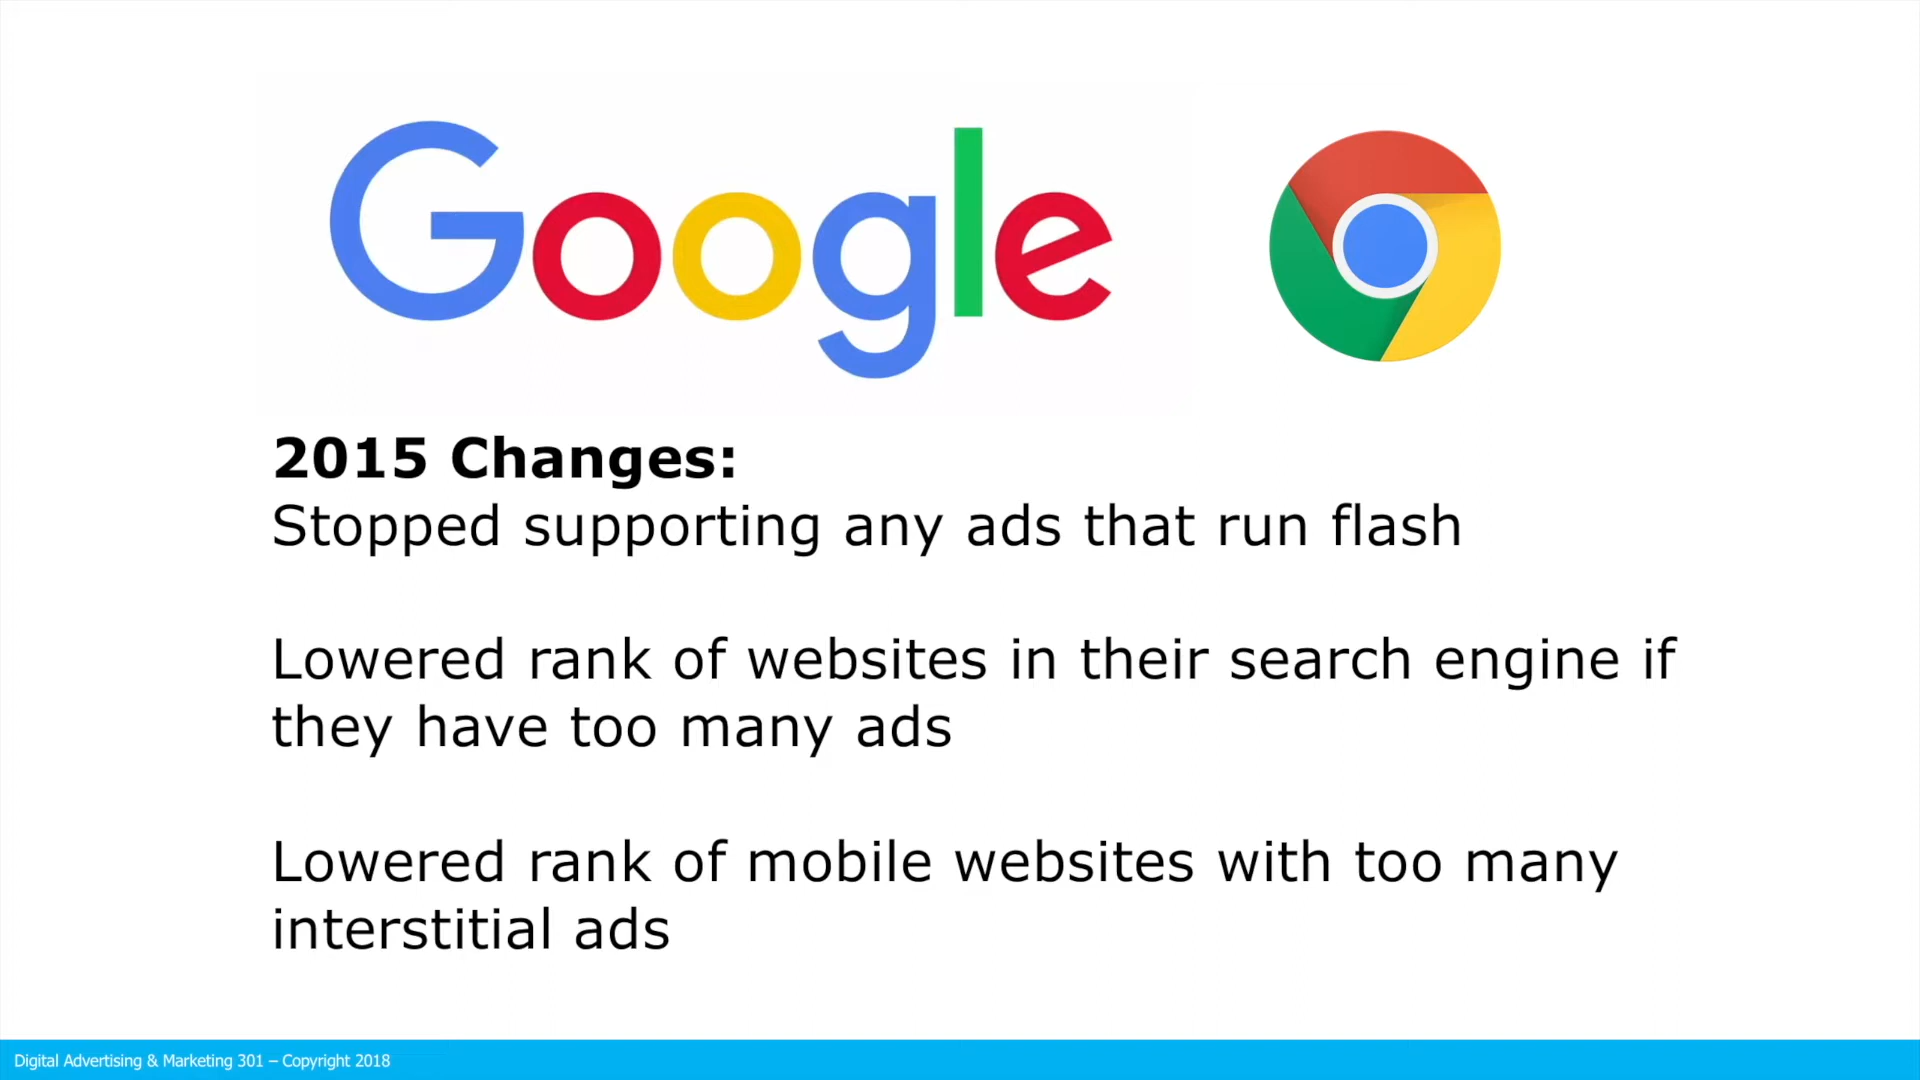 Google
2015 Changes:
Stopped supporting any ads that run flash
Lowered rank of websites in their search engine if
they have too many ads
Lowered rank of mobile websites with too many
interstitial ads
Digital Advertising & Marketing 301 – Copyright 2018